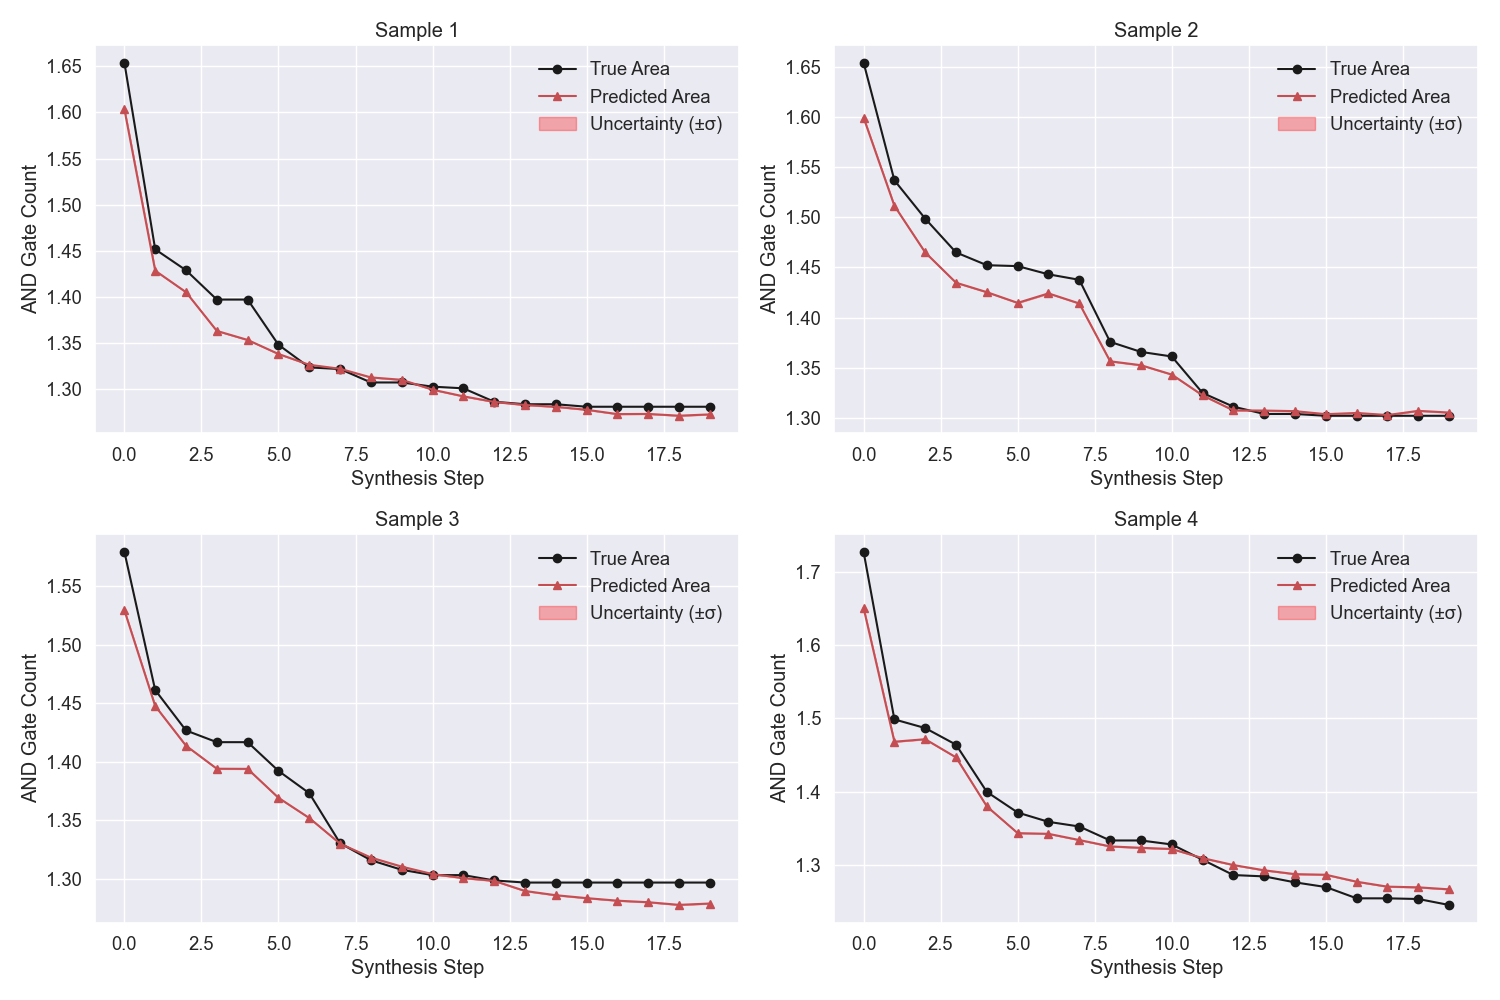 Sample 1
True Area
Predicted Area
Uncertainty (±σ)
AND Gate Count
1.65
1.60
1.55
1.50
1.45
1.40
1.35
1.30
0.0 2.5 5.0 7.5 10.0 12.5 15.0 17.5
Synthesis Step
Sample 2
True Area
Predicted Area
Uncertainty (±σ)
AND Gate Count
1.65
1.60
1.55
1.50
1.45
1.40
1.35
1.30
0.0 2.5 5.0 7.5 10.0 12.5 15.0 17.5
Synthesis Step
Sample 3
True Area
Predicted Area
Uncertainty (±σ)
AND Gate Count
1.55
1.50
1.45
1.40
1.35
1.30
0.0 2.5 5.0 7.5 10.0 12.5 15.0 17.5
Synthesis Step
Sample 4
True Area
Predicted Area
Uncertainty (±σ)
AND Gate Count
1.7
1.6
1.5
1.4
1.3
0.0 2.5 5.0 7.5 10.0 12.5 15.0 17.5
Synthesis Step